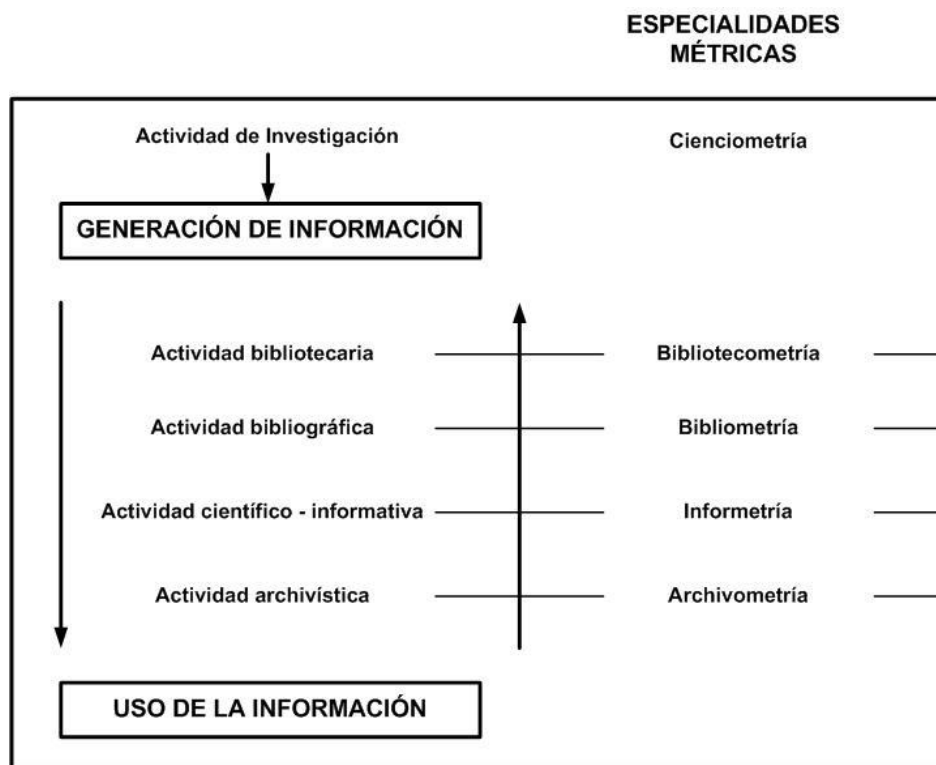 ESPECIALIDADES
MÉTRICAS
Actividad de Investigación
Cienciometría
GENERACIÓN DE INFORMACIÓN
Actividad bibliotecaria
Bibliotecometría
Actividad bibliográfica
Bibliometría
Actividad científico - informativa
Informetría
Actividad archivística
Archivometría
USO DE LA INFORMACIÓN